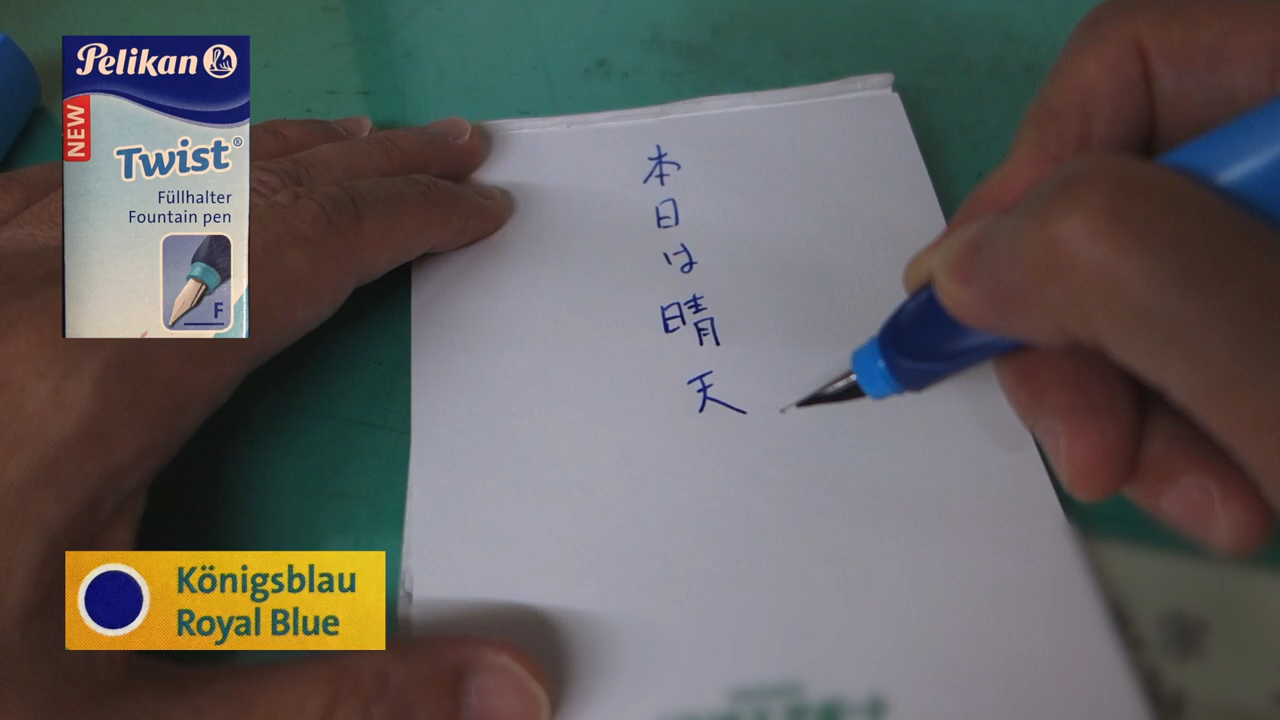 Pelikan
NEW
Twist®
Füllhalter
Fountain pen
F
本日は晴天
Königsblau
Royal Blue